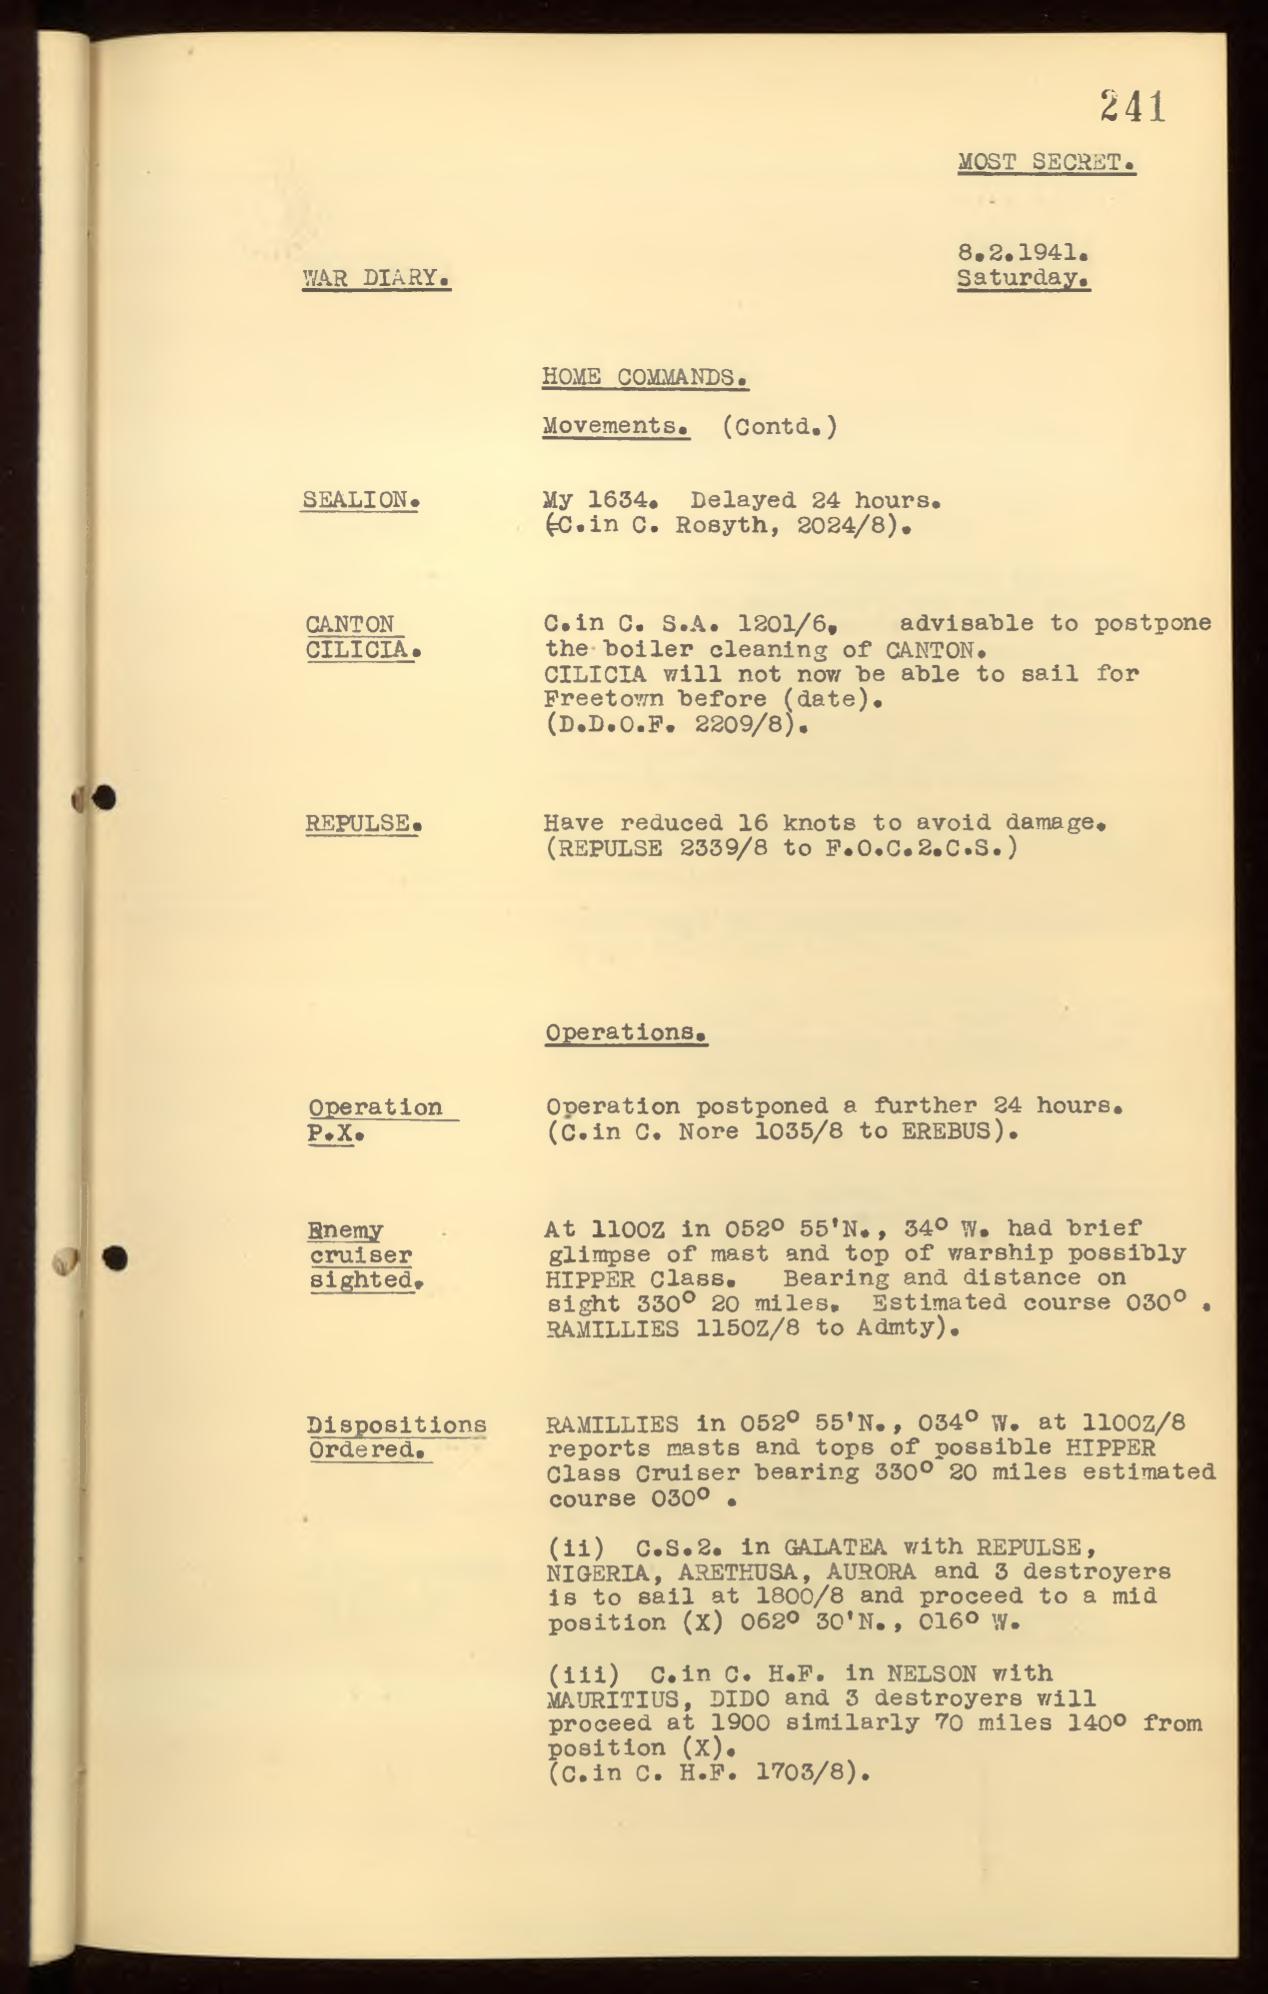 241
MOST SECRET.
8.2.1941.
WAR DIARY. Saturday.
HOME COMMANDS.
Movements. (Contd.)
SEALION. My 1634. Delayed 24 hours.
(C.in C. Rosyth, 2024/8).
CANTON C.in C. S.A. 1201/6, advisable to postpone
CILICIA. the boiler cleaning of CANTON.
CILICIA will not now be able to sail for
Freetown before (date).
(D.D.O.F. 2209/8).
REPULSE. Have reduced 16 knots to avoid damage.
(REPULSE 2339/8 to F.O.C.2.C.S.)
Operations.
Operation Operation postponed a further 24 hours.
P.X. (C.in C. Nore 1035/8 to EREBUS).
Enemy At 1100Z in 052° 55'N., 34° W. had brief
cruiser glimpse of mast and top of warship possibly
sighted. HIPPER Class. Bearing and distance on
sight 330° 20 miles. Estimated course 030° .
RAMILLIES 1150Z/8 to Admty).
Dispositions RAMILLIES in 052° 55'N., 034° W. at 1100Z/8
Ordered. reports masts and tops of possible HIPPER
Class Cruiser bearing 330° 20 miles estimated
course 030° .
(ii) C.S.2. in GALATEA with REPULSE,
NIGERIA, ARETHUSA, AURORA and 3 destroyers
is to sail at 1800/8 and proceed to a mid
position (X) 062° 30'N., 016° W.
(iii) C.in C. H.F. in NELSON with
MAURITIUS, DIDO and 3 destroyers will
proceed at 1900 similarly 70 miles 140° from
position (X).
(C.in C. H.F. 1703/8).